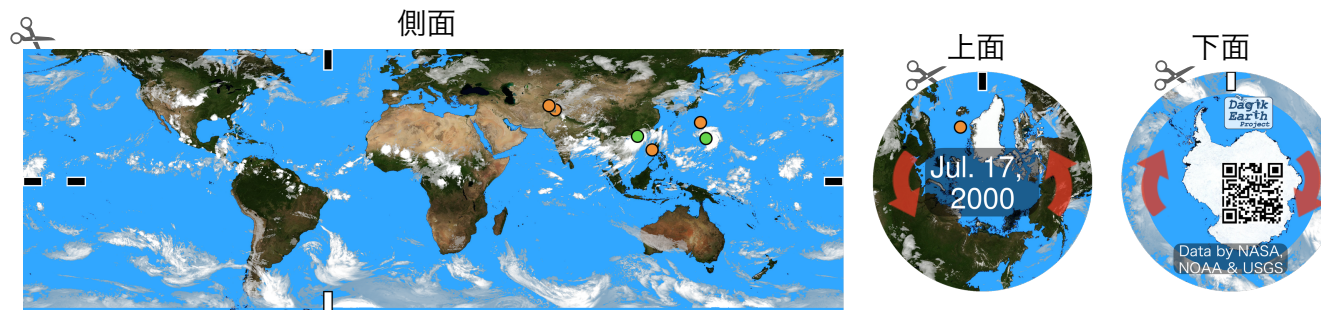 側面
上面
下面
Jul. 17,
2000
Dagik
Earth
Project
Data by NASA,
NOAA & USGS